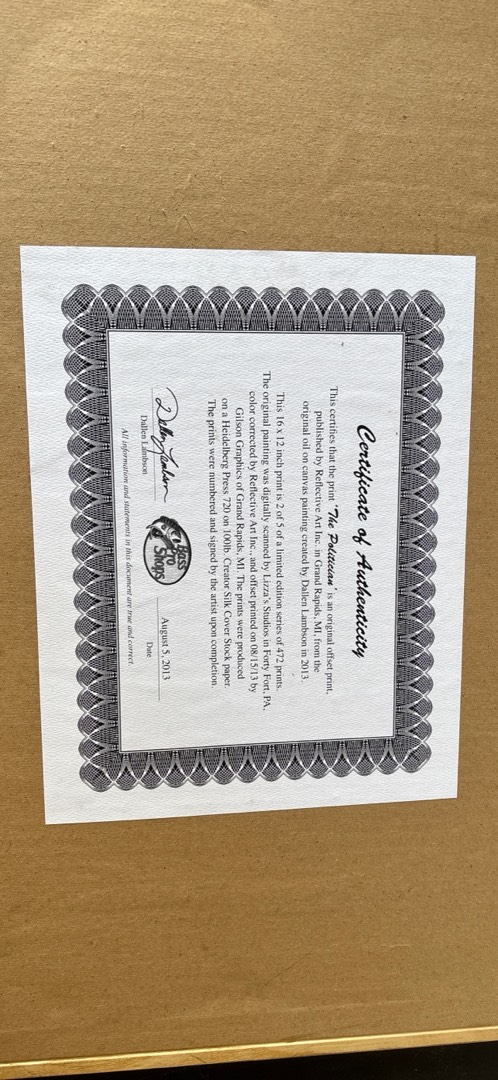 Certificate of Authenticity
This certifies that the print 'The Politician' is an original offset print,
published by Reflective Art Inc. in Grand Rapids, MI, from the
original oil on canvas painting created by Dallen Lambson in 2013.
This 16 x 12 inch print is 2 of 5 of a limited edition series of 472 prints.
The original painting was digitally scanned by Lizza's Studios in Forty Fort, PA,
color corrected by Reflective Art Inc., and offset printed on 08/15/13 by
Gilson Graphics of Grand Rapids, MI. The prints were produced
on a Heidelberg Press 720 on 100lb. Creator Silk Cover Stock paper.
The prints were numbered and signed by the artist upon completion.
Dallen Lambson
Bass
Pro
Shops
August 5, 2013
Dallen Lambson
Date
All information and statements in this document are true and correct.